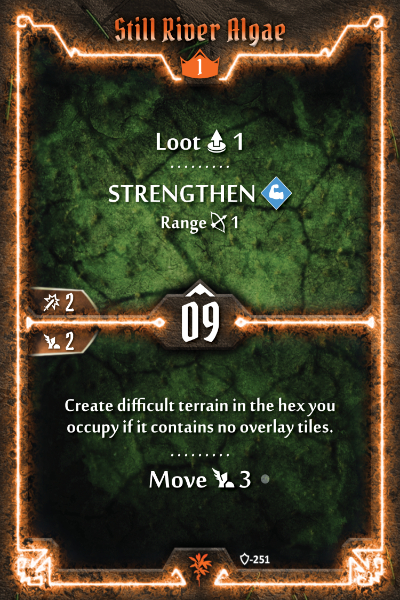 Still River Algae
1
Loot 1
STRENGTHEN
Range 1
2
09
2
Create difficult terrain in the hex you
occupy if it contains no overlay tiles.
Move 3
-251